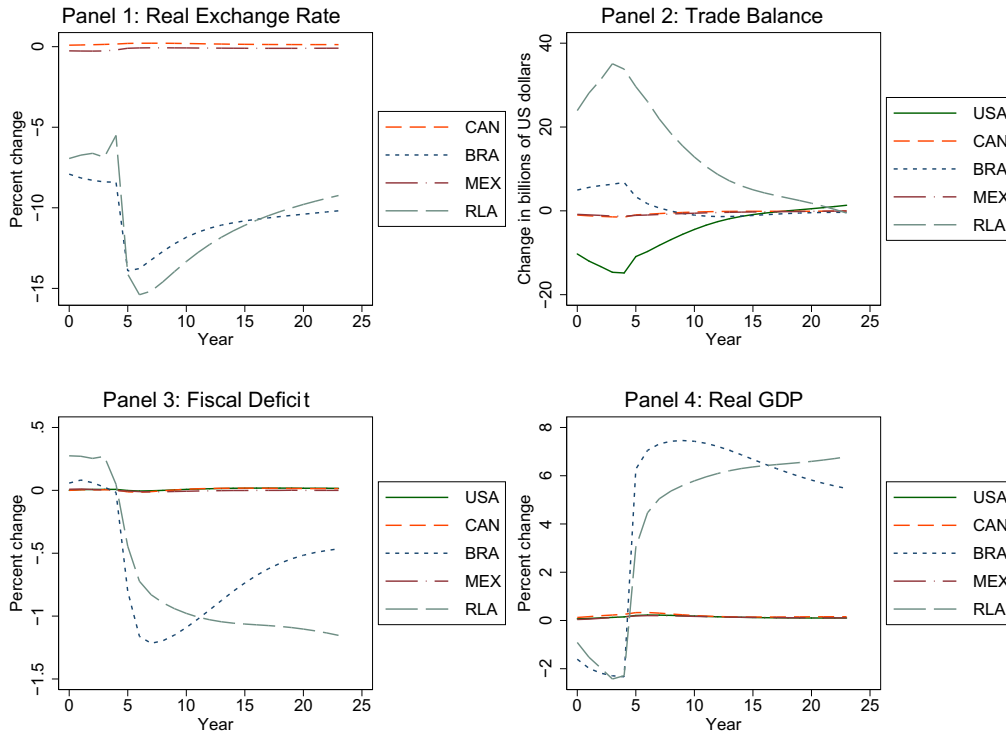 Panel 1: Real Exchange Rate
Percent change
0
−5
−10
−15
0 5 10 15 20 25
Year
CAN
BRA
MEX
RLA
Panel 2: Trade Balance
Change in billions of US dollars
40
20
0
−20
0 5 10 15 20 25
Year
USA
CAN
BRA
MEX
RLA
Panel 3: Fiscal Deficit
Percent change
.5
0
−.5
−1
−1.5
0 5 10 15 20 25
Year
USA
CAN
BRA
MEX
RLA
Panel 4: Real GDP
Percent change
8
6
4
2
0
−2
0 5 10 15 20 25
Year
USA
CAN
BRA
MEX
RLA